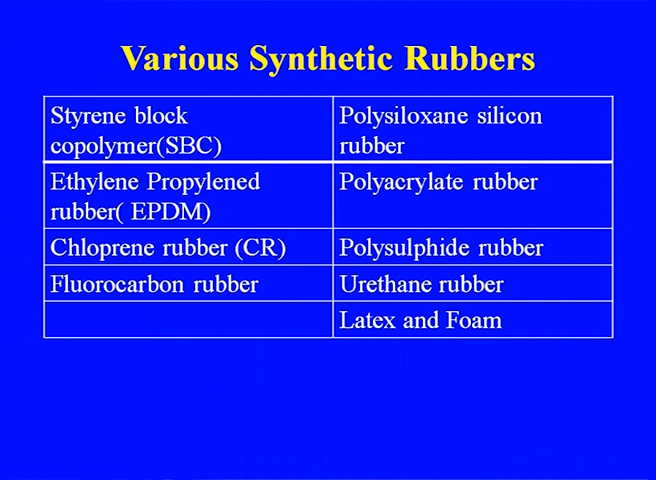 Various Synthetic Rubbers
Styrene block
copolymer(SBC)
Polysiloxane silicon
rubber
Ethylene Propylened
rubber( EPDM)
Polyacrylate rubber
Chloprene rubber (CR)
Polysulphide rubber
Fluorocarbon rubber
Urethane rubber
Latex and Foam